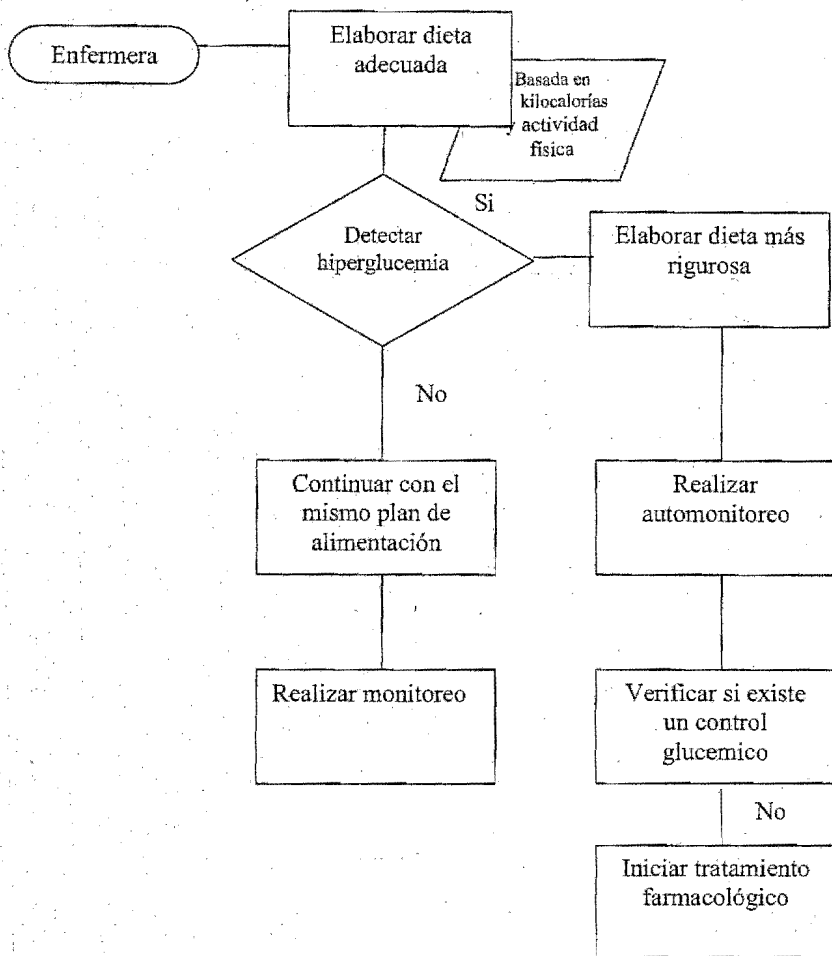 Enfermera
Elaborar dieta
adecuada
Basada en
kilocalorías
y actividad
física
Si
Detectar
hiperglucemia
Elaborar dieta más
rigurosa
No
Continuar con el
mismo plan de
alimentación
Realizar
automonitoreo
Realizar monitoreo
Verificar si existe
un control
glucemico
No
Iniciar tratamiento
farmacológico